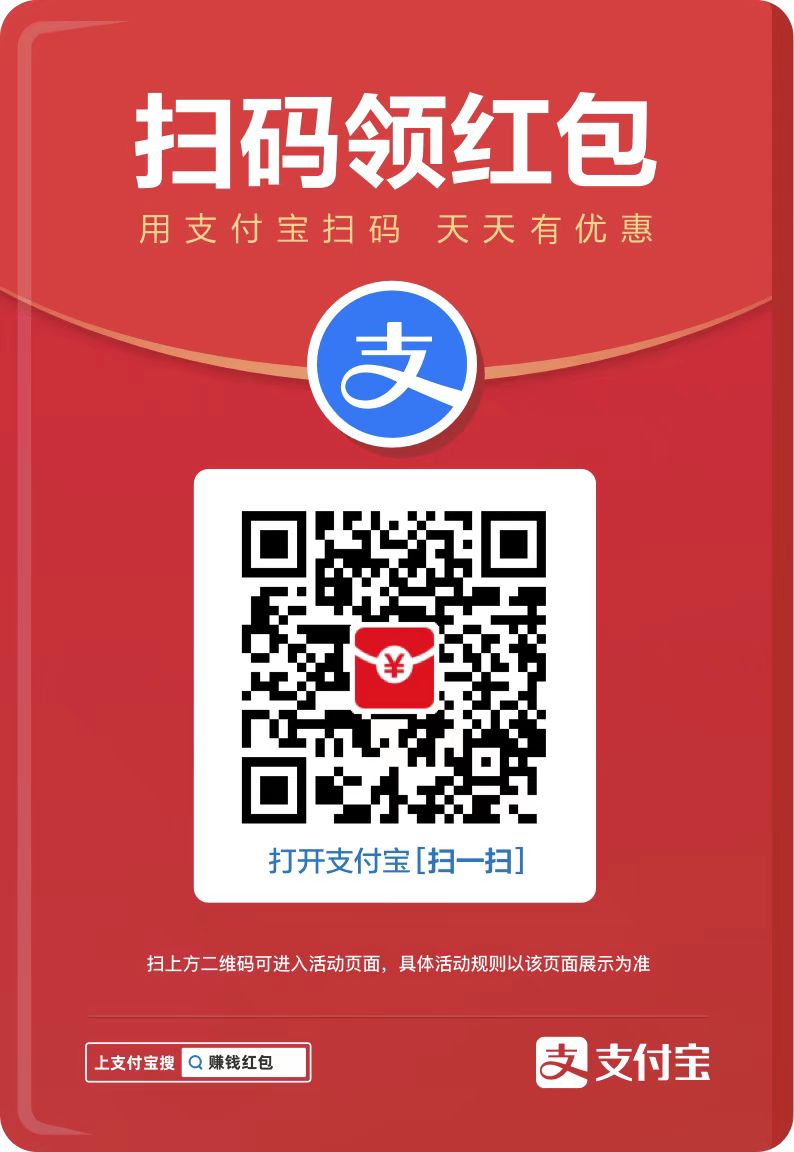 扫码领红包
用支付宝扫码 天天有优惠
支
¥
打开支付宝[扫一扫]
扫上方二维码可进入活动页面，具体活动规则以该页面展示为准
上支付宝搜 赚钱红包
支 支付宝